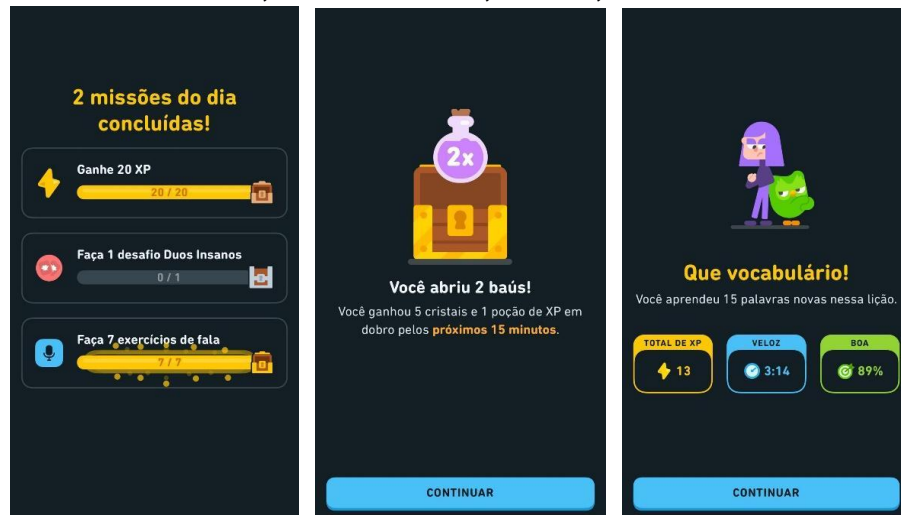 2 missões do dia
concluídas!
Ganhe 20 XP
20 / 20
Faça 1 desafio Duos Insanos
0 / 1
Faça 7 exercícios de fala
7 / 7
2x
Você abriu 2 baús!
Você ganhou 5 cristais e 1 poção de XP em
dobro pelos próximos 15 minutos.
CONTINUAR
Que vocabulário!
Você aprendeu 15 palavras novas nessa lição.
TOTAL DE XP
13
VELOZ
3:14
BOA
89%
CONTINUAR